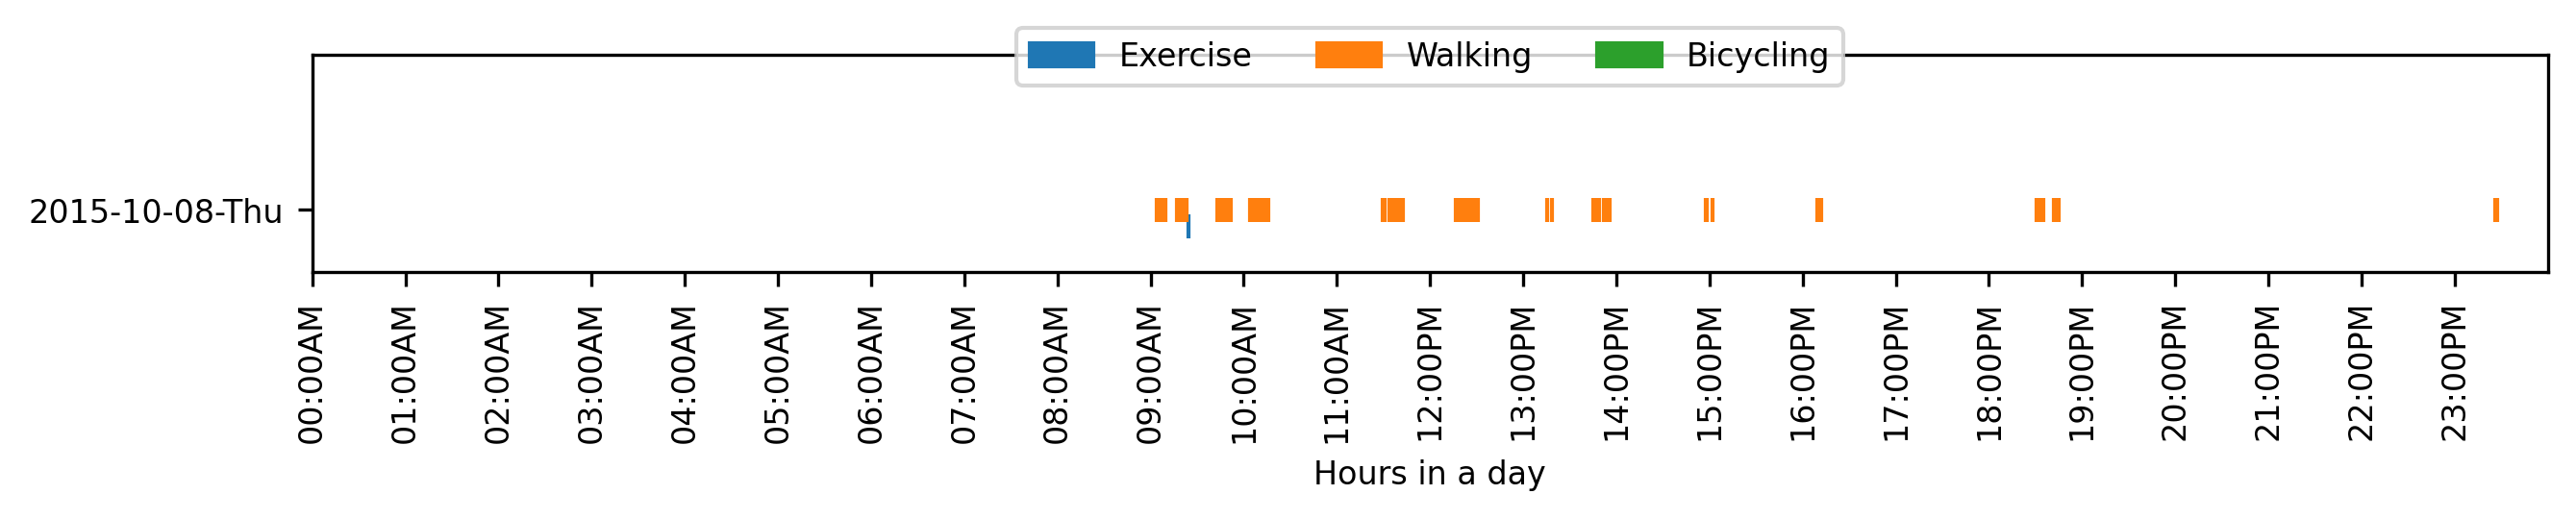 Exercise Walking Bicycling
2015-10-08-Thu
00:00AM
01:00AM
02:00AM
03:00AM
04:00AM
05:00AM
06:00AM
07:00AM
08:00AM
09:00AM
10:00AM
11:00AM
12:00PM
13:00PM
14:00PM
15:00PM
16:00PM
17:00PM
18:00PM
19:00PM
20:00PM
21:00PM
22:00PM
23:00PM
Hours in a day